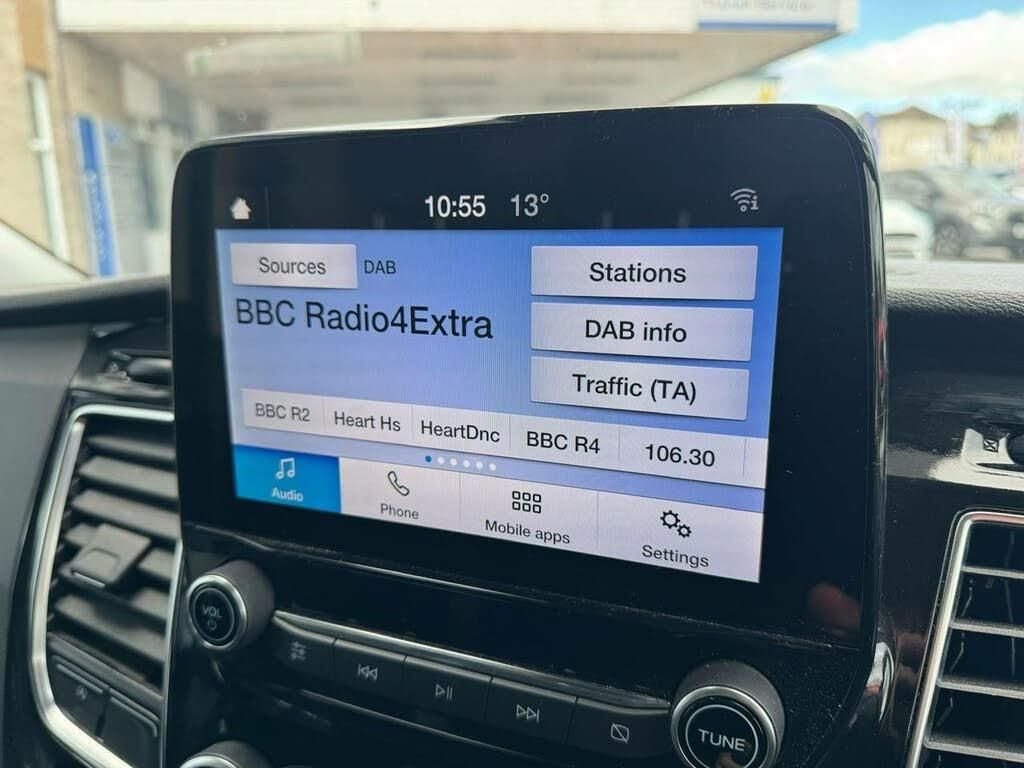 10:55 13°
Sources DAB
BBC Radio4Extra
Stations
DAB info
Traffic (TA)
BBC R2 Heart Hs HeartDnc BBC R4 106.30
Audio Phone Mobile apps Settings
VOL
TUNE